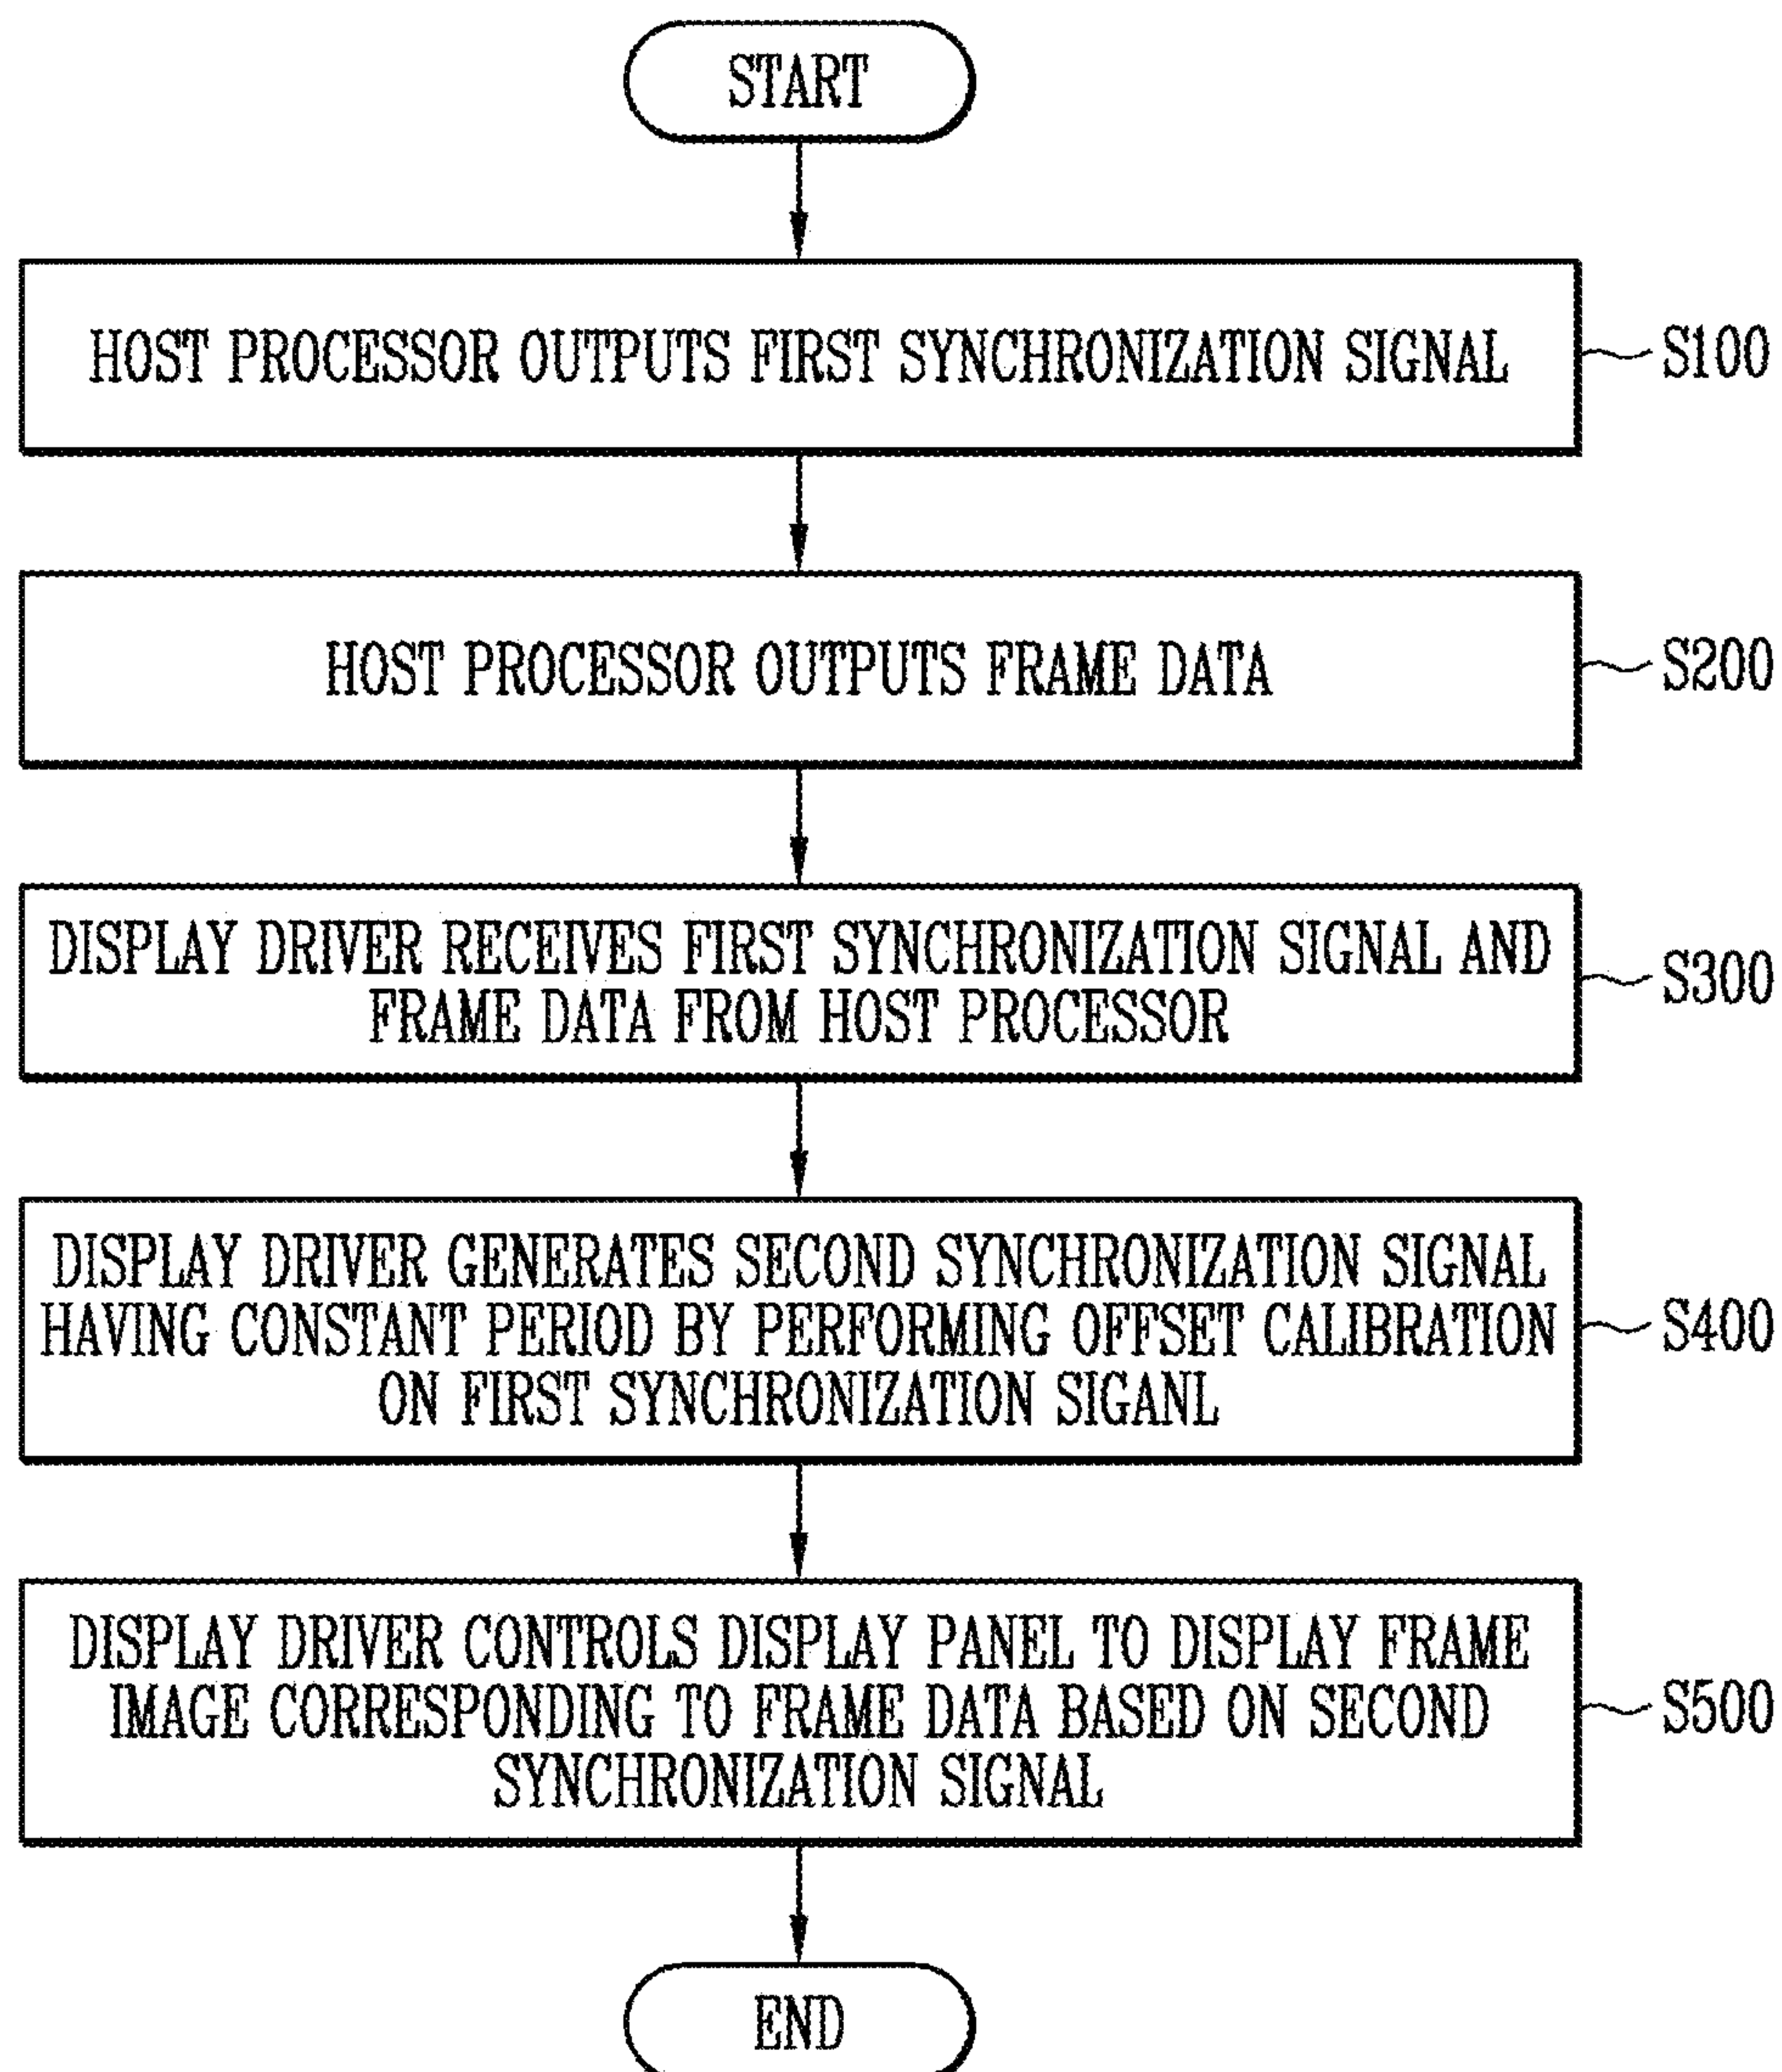 START
HOST PROCESSOR OUTPUTS FIRST SYNCHRONIZATION SIGNAL
S100
HOST PROCESSOR OUTPUTS FRAME DATA
S200
DISPLAY DRIVER RECEIVES FIRST SYNCHRONIZATION SIGNAL AND
FRAME DATA FROM HOST PROCESSOR
S300
DISPLAY DRIVER GENERATES SECOND SYNCHRONIZATION SIGNAL
HAVING CONSTANT PERIOD BY PERFORMING OFFSET CALIBRATION
ON FIRST SYNCHRONIZATION SIGANL
S400
DISPLAY DRIVER CONTROLS DISPLAY PANEL TO DISPLAY FRAME
IMAGE CORRESPONDING TO FRAME DATA BASED ON SECOND
SYNCHRONIZATION SIGNAL
S500
END